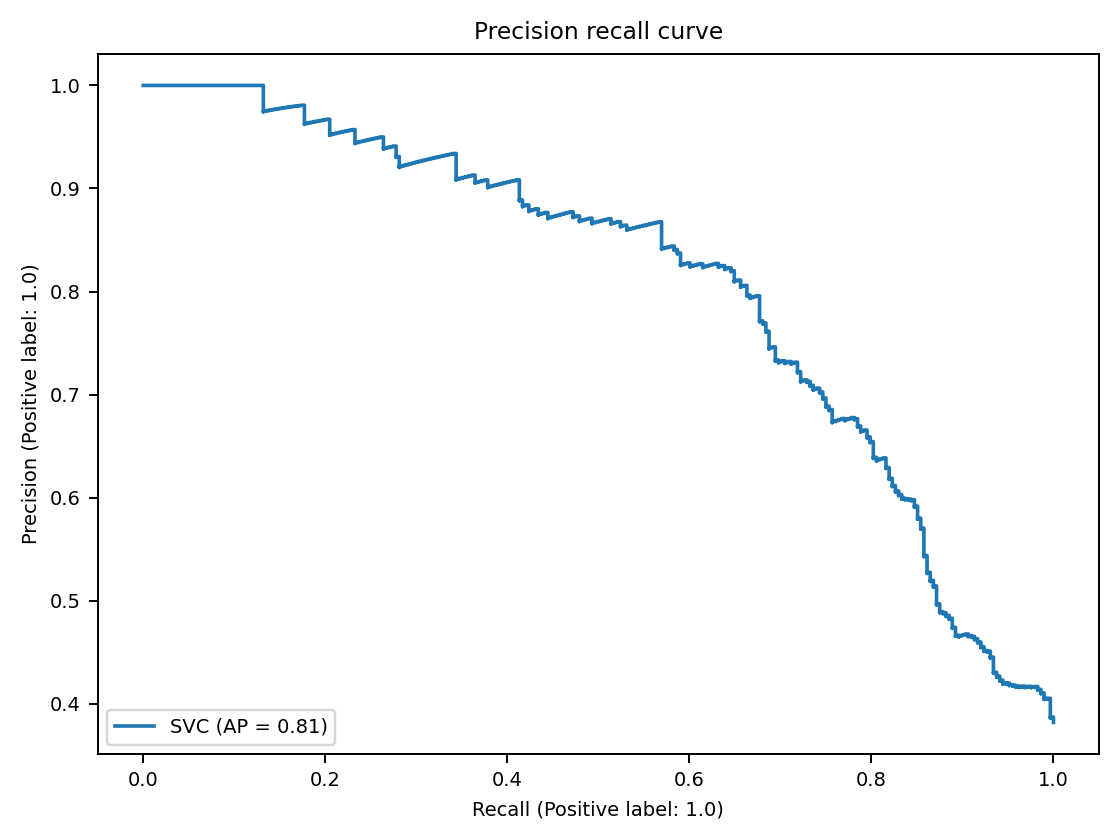 Precision recall curve
Precision (Positive label: 1.0)
1.0
0.9
0.8
0.7
0.6
0.5
0.4
SVC (AP = 0.81)
0.0 0.2 0.4 0.6 0.8 1.0
Recall (Positive label: 1.0)